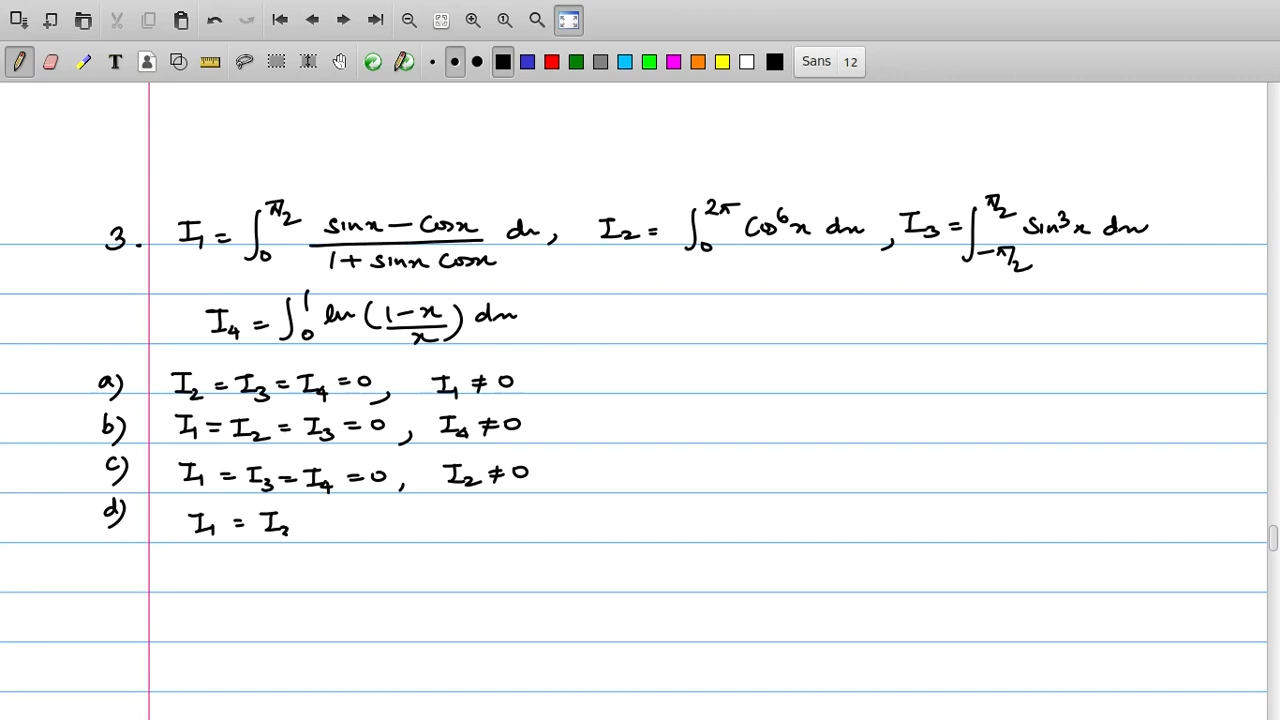 Sans 12
3. I₁ = ∫₀^{π/2} (sinx − cosx)/(1 + sinx cosx) dx, I₂ = ∫₀^{2π} cos⁶x dx, I₃ = ∫_{−π/2}^{π/2} sin³x dx
I₄ = ∫₀¹ ln((1−x)/x) dx
a) I₂ = I₃ = I₄ = 0, I₁ ≠ 0
b) I₁ = I₂ = I₃ = 0, I₄ ≠ 0
c) I₁ = I₃ = I₄ = 0, I₂ ≠ 0
d) I₁ = I₂